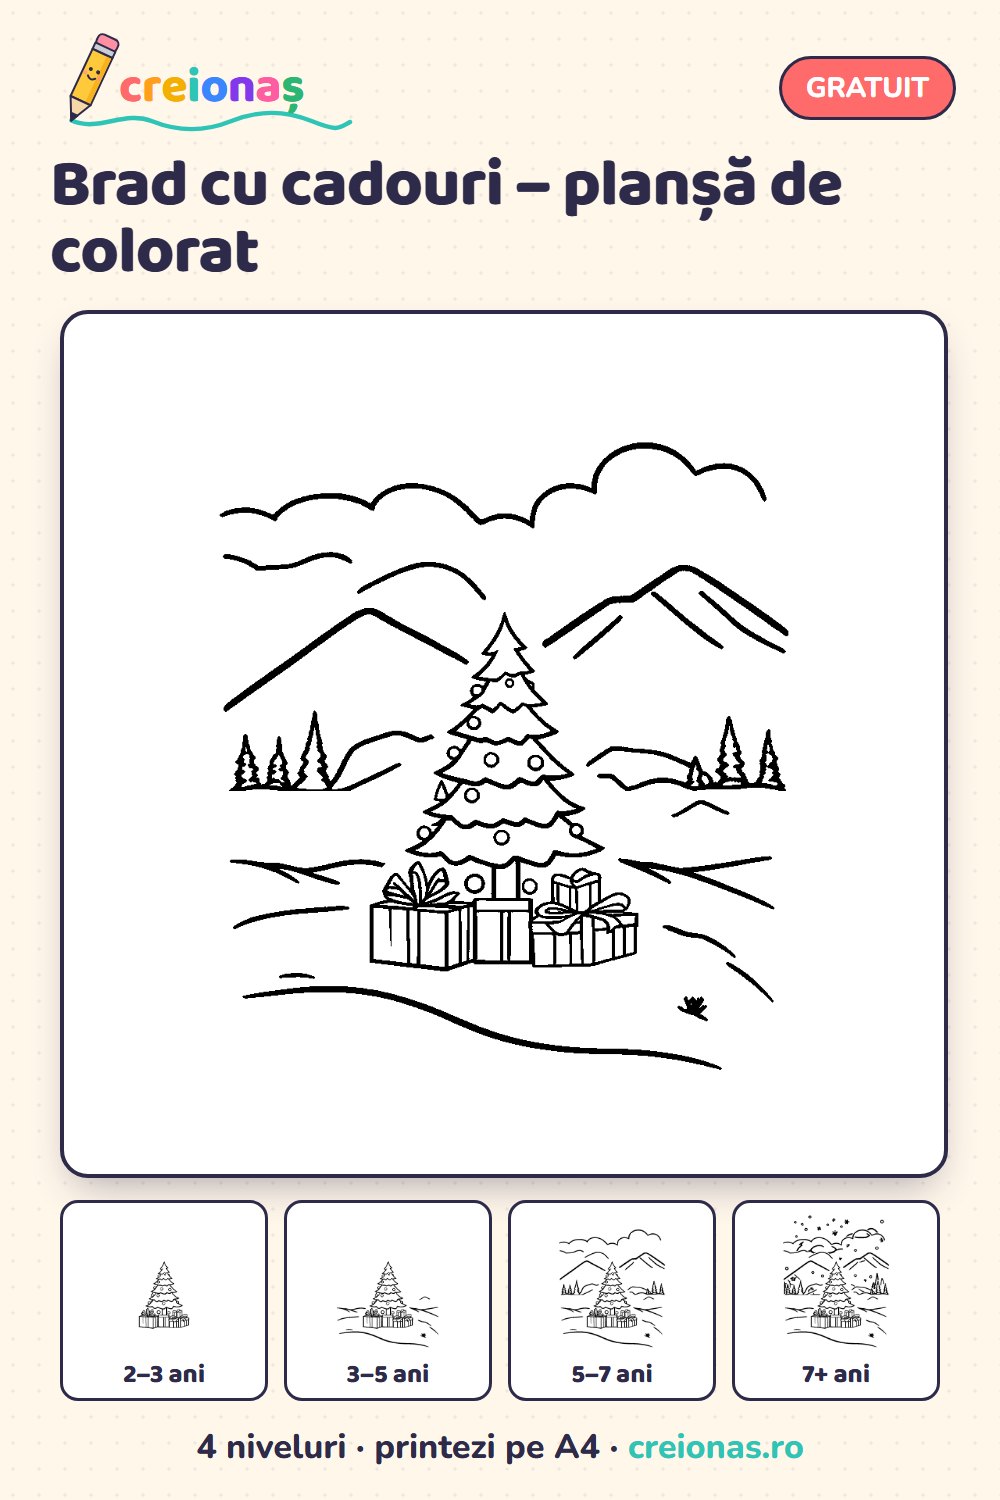 creionaș
GRATUIT
Brad cu cadouri – planșă de
colorat
2–3 ani
3–5 ani
5–7 ani
7+ ani
4 niveluri · printezi pe A4 · creionas.ro